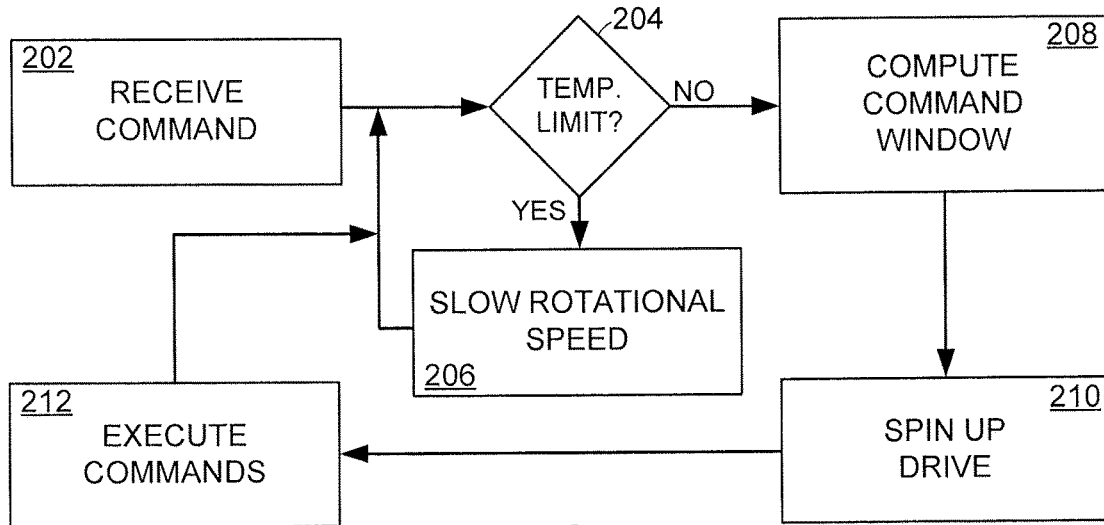 202
RECEIVE
COMMAND
204
TEMP.
LIMIT?
NO
208
COMPUTE
COMMAND
WINDOW
YES
SLOW ROTATIONAL
SPEED
206
210
SPIN UP
DRIVE
212
EXECUTE
COMMANDS